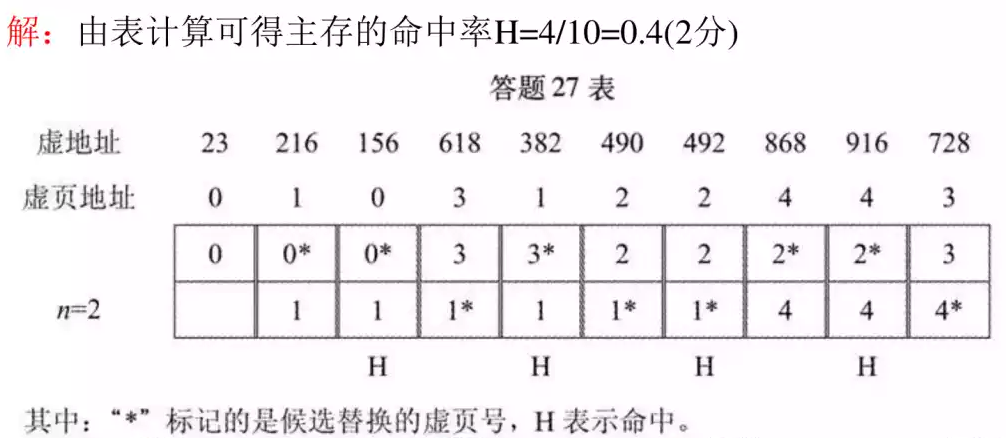 解：由表计算可得主存的命中率H=4/10=0.4(2分)
答题 27 表
虚地址 23 216 156 618 382 490 492 868 916 728
虚页地址 0 1 0 3 1 2 2 4 4 3
0 0* 0* 3 3* 2 2 2* 2* 3
n=2 1 1 1* 1 1* 1* 4 4 4*
H H H H
其中：“*”标记的是候选替换的虚页号，H 表示命中。